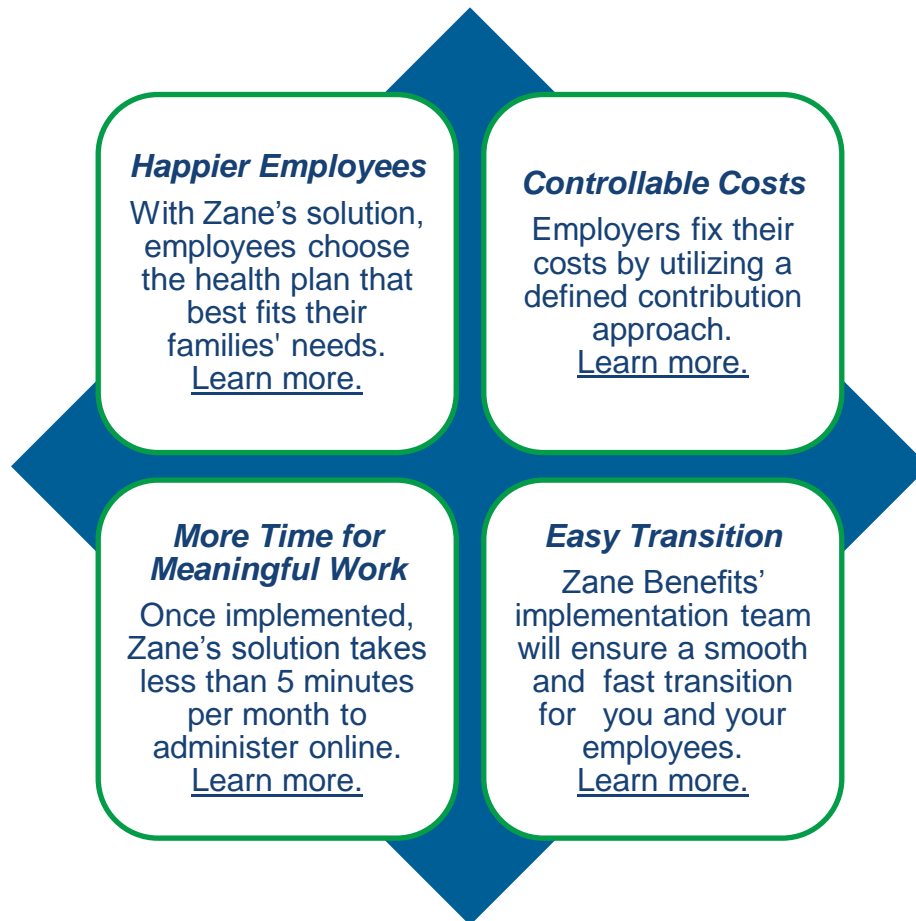 Happier Employees
With Zane’s solution,
employees choose
the health plan that
best fits their
families' needs.
Learn more.
Controllable Costs
Employers fix their
costs by utilizing a
defined contribution
approach.
Learn more.
More Time for
Meaningful Work
Once implemented,
Zane’s solution takes
less than 5 minutes
per month to
administer online.
Learn more.
Easy Transition
Zane Benefits’
implementation team
will ensure a smooth
and fast transition
for you and your
employees.
Learn more.